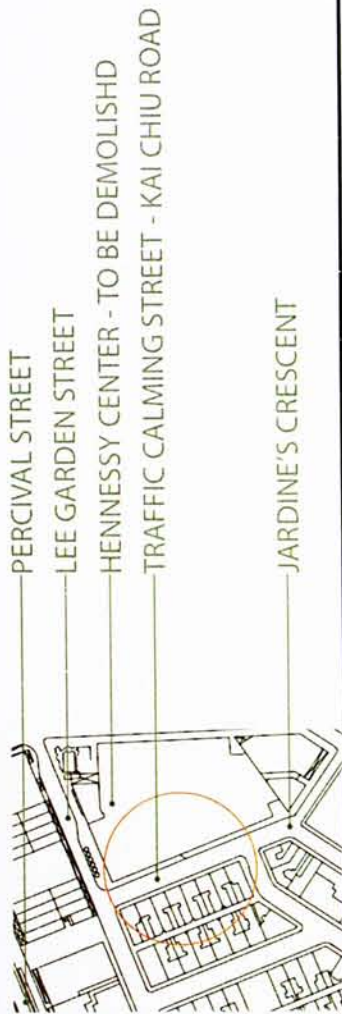 PERCIVAL STREET
LEE GARDEN STREET
HENNESSY CENTER - TO BE DEMOLISHD
TRAFFIC CALMING STREET - KAI CHIU ROAD
JARDINE'S CRESCENT